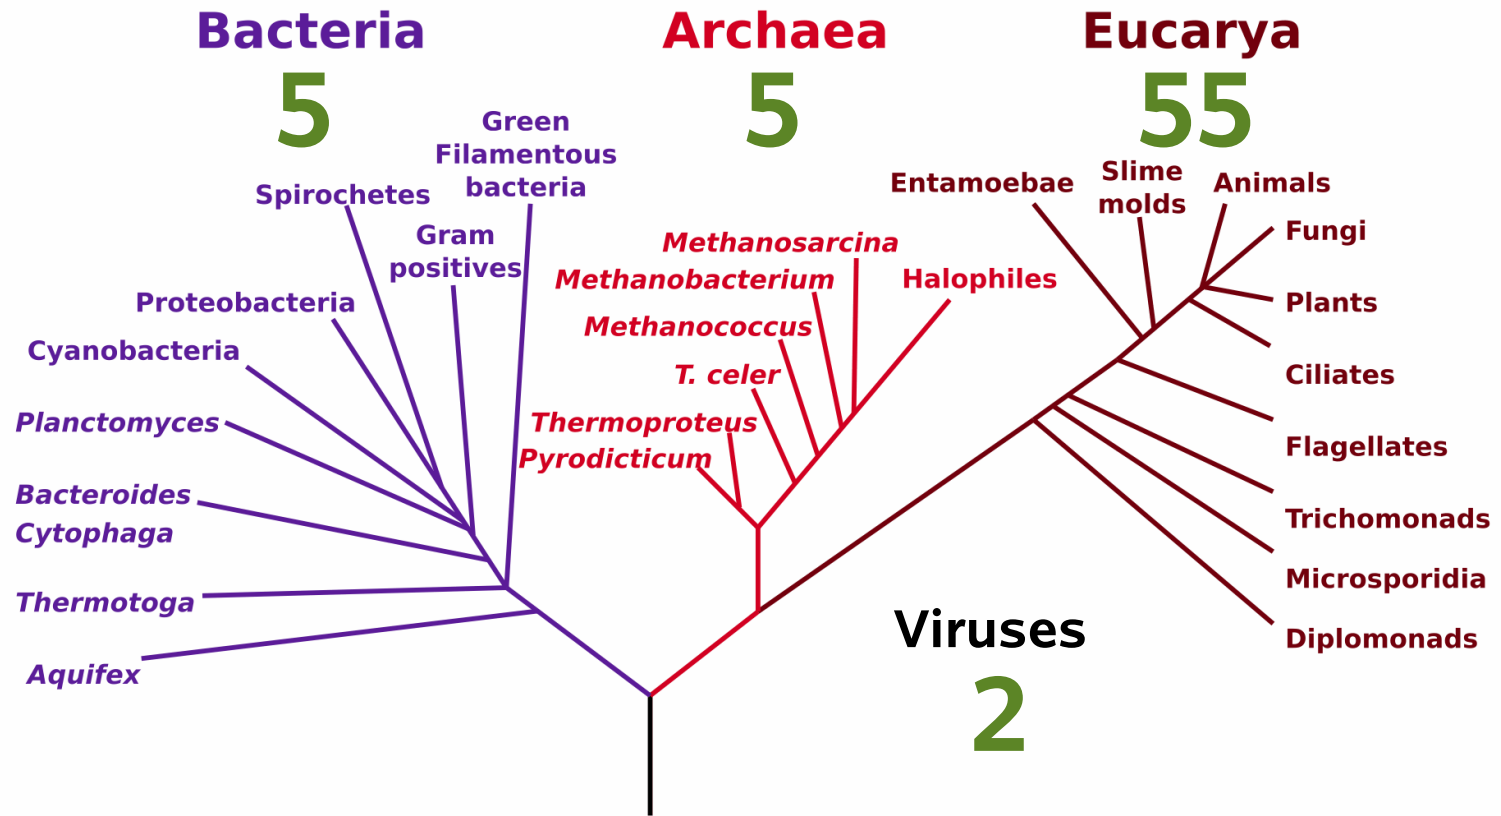 Bacteria
5
Green
Filamentous
bacteria
Spirochetes
Gram
positives
Proteobacteria
Cyanobacteria
Planctomyces
Bacteroides
Cytophaga
Thermotoga
Aquifex
Archaea
5
Methanosarcina
Methanobacterium
Halophiles
Methanococcus
T. celer
Thermoproteus
Pyrodicticum
Eucarya
55
Entamoebae
Slime
molds
Animals
Fungi
Plants
Ciliates
Flagellates
Trichomonads
Microsporidia
Diplomonads
Viruses
2